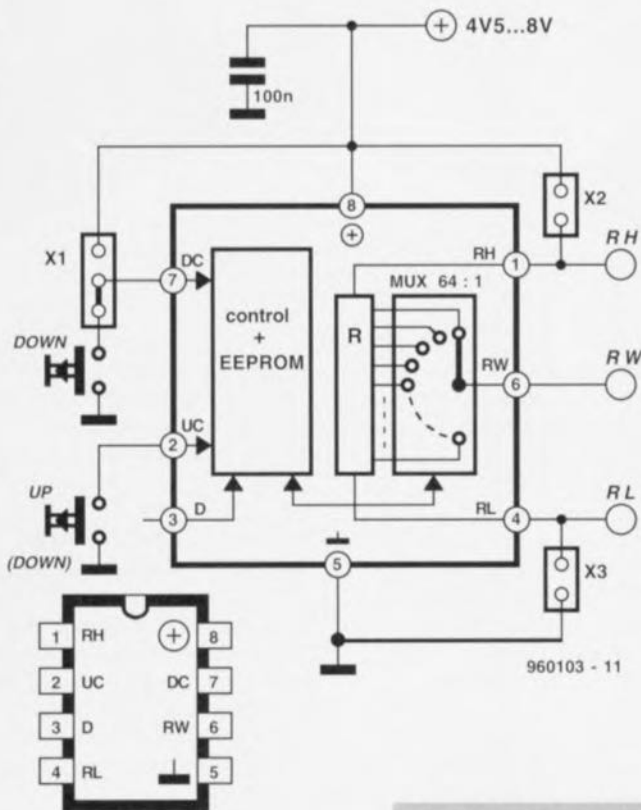 + 4V5...8V
100n
X1
X2
X3
8
+
7 DC
DOWN
control
+
EEPROM
R
MUX 64 : 1
RH 1
R H
RW 6
R W
RL 4
R L
2 UC
UP
(DOWN)
3 D
5
960103 - 11
1 RH + 8
2 UC DC 7
3 D RW 6
4 RL 5